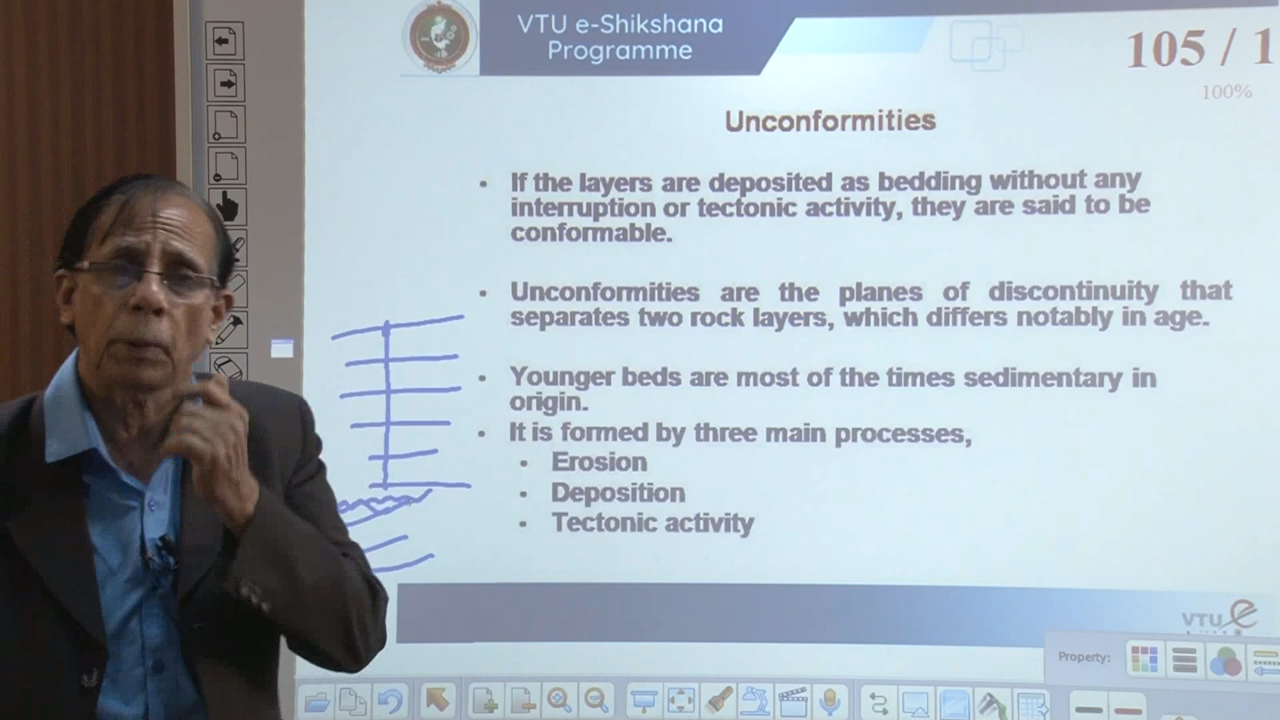 VTU e-Shikshana
Programme
105 / 1
100%
Unconformities
• If the layers are deposited as bedding without any
interruption or tectonic activity, they are said to be
conformable.
• Unconformities are the planes of discontinuity that
separates two rock layers, which differs notably in age.
• Younger beds are most of the times sedimentary in
origin.
• It is formed by three main processes,
• Erosion
• Deposition
• Tectonic activity
VTU e
Property: